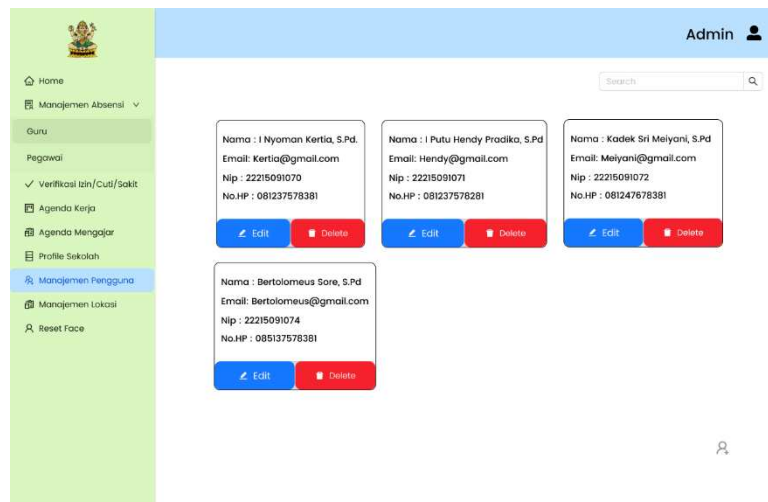 Admin
Home
Manajemen Absensi
Guru
Pegawai
Verifikasi Izin/Cuti/Sakit
Agenda Kerja
Agenda Mengajar
Profile Sekolah
Manajemen Pengguna
Manajemen Lokasi
Reset Face
Search
Nama : I Nyoman Kertia, S.Pd.
Email: Kertia@gmail.com
Nip : 22215091070
No.HP : 081237578381
Edit
Delete
Nama : I Putu Hendy Pradika, S.Pd
Email: Hendy@gmail.com
Nip : 22215091071
No.HP : 081237578281
Edit
Delete
Nama : Kadek Sri Meiyani, S.Pd
Email: Meiyani@gmail.com
Nip : 22215091072
No.HP : 081247678381
Edit
Delete
Nama : Bertolomeus Sore, S.Pd
Email: Bertolomeus@gmail.com
Nip : 22215091074
No.HP : 085137578381
Edit
Delete